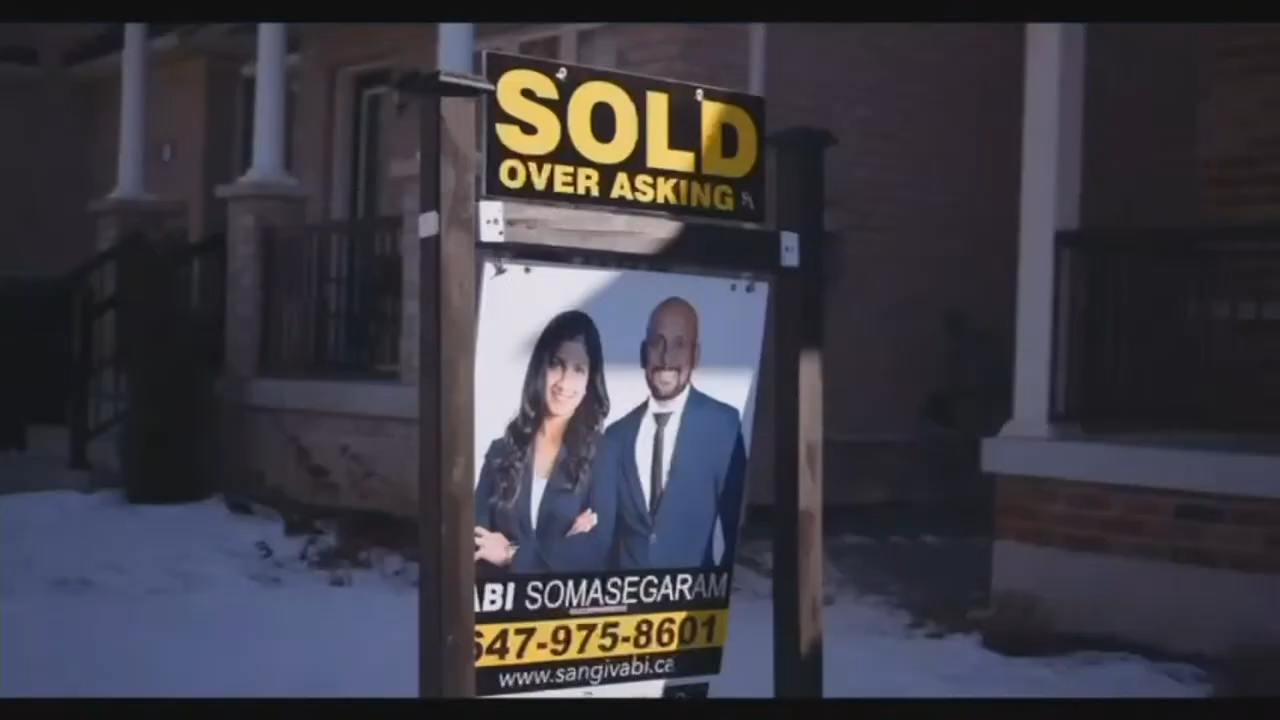 SOLD
OVER ASKING
ABI SOMASEGARAM
647-975-8601
www.sangivabi.ca